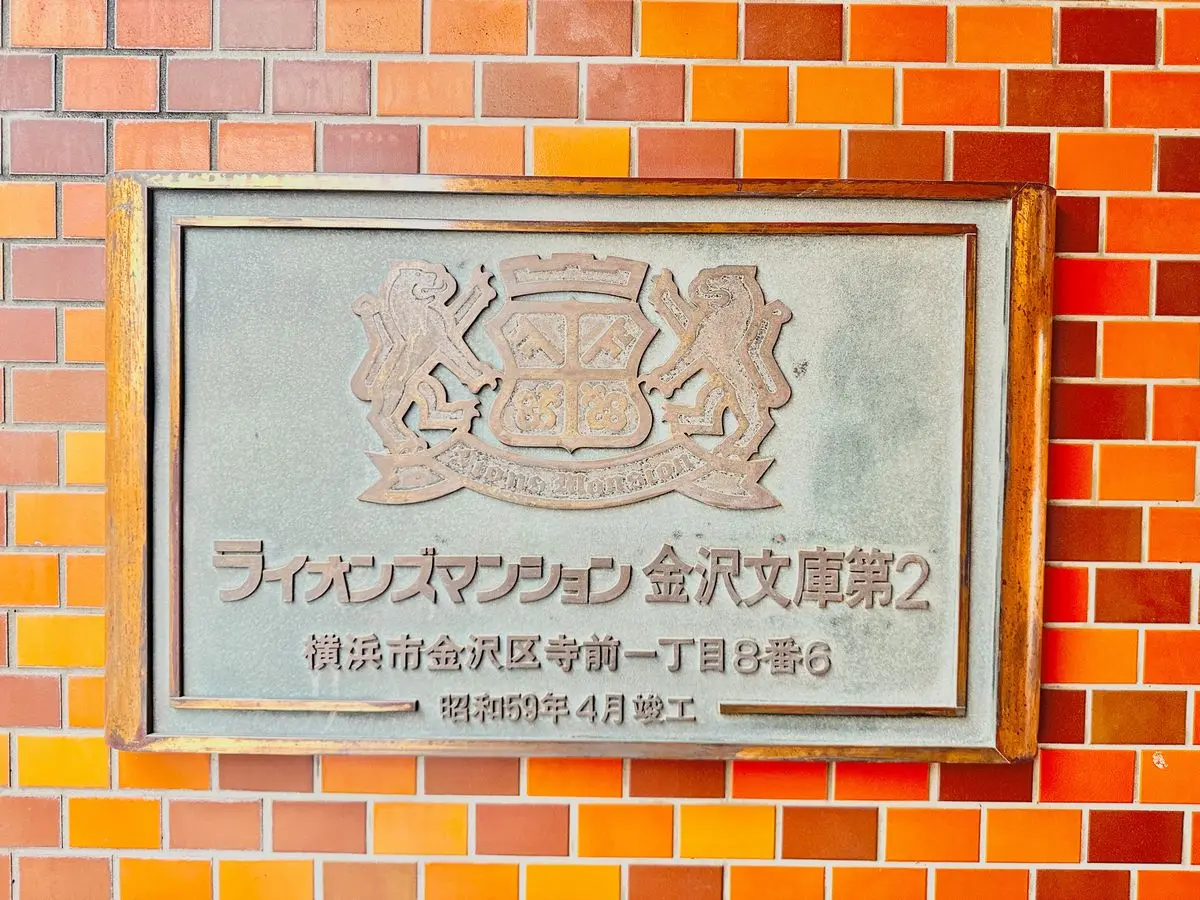 Lions Mansion
ライオンズマンション 金沢文庫第2
横浜市金沢区寺前一丁目8番6
昭和59年4月竣工